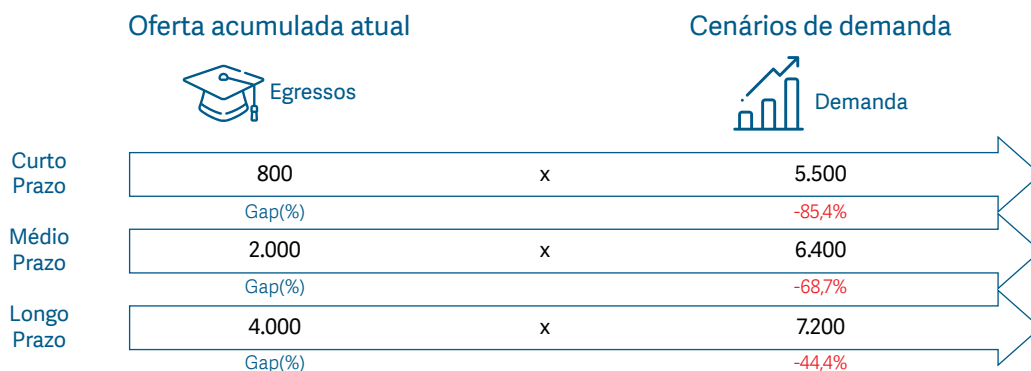 Oferta acumulada atual
Cenários de demanda
Egressos
Demanda
Curto
Prazo
800
x
5.500
Gap(%)
-85,4%
Médio
Prazo
2.000
x
6.400
Gap(%)
-68,7%
Longo
Prazo
4.000
x
7.200
Gap(%)
-44,4%